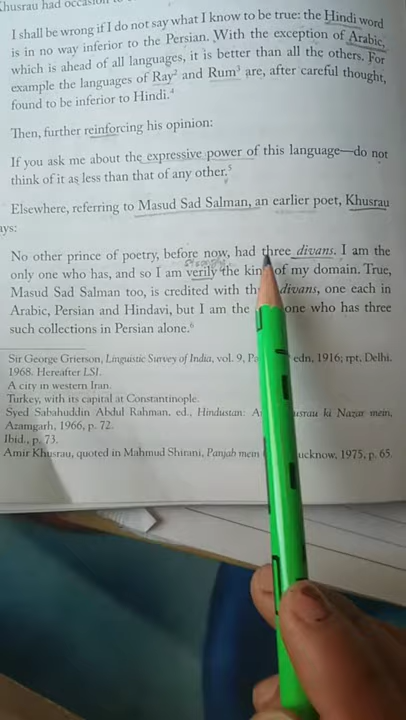 Khusrau had occasion to
I shall be wrong if I do not say what I know to be true: the Hindi word
is in no way inferior to the Persian. With the exception of Arabic,
which is ahead of all languages, it is better than all the others. For
example the languages of Ray² and Rum³ are, after careful thought,
found to be inferior to Hindi.⁴
Then, further reinforcing his opinion:
If you ask me about the expressive power of this language—do not
think of it as less than that of any other.⁵
Elsewhere, referring to Masud Sad Salman, an earlier poet, Khusrau
ays:
No other prince of poetry, before now, had three divans. I am the
only one who has, and so I am verily the kin of my domain. True,
Masud Sad Salman too, is credited with th divans, one each in
Arabic, Persian and Hindavi, but I am the one who has three
such collections in Persian alone.⁶
Sir George Grierson, Linguistic Survey of India, vol. 9, Pa edn, 1916; rpt, Delhi.
1968. Hereafter LSI.
A city in western Iran.
Turkey, with its capital at Constantinople.
Syed Sabahuddin Abdul Rahman, ed., Hindustan: A usrau ki Nazar mein,
Azamgarh, 1966, p. 72.
Ibid., p. 73.
Amir Khusrau, quoted in Mahmud Shirani, Panjab mein ucknow, 1975, p. 65.